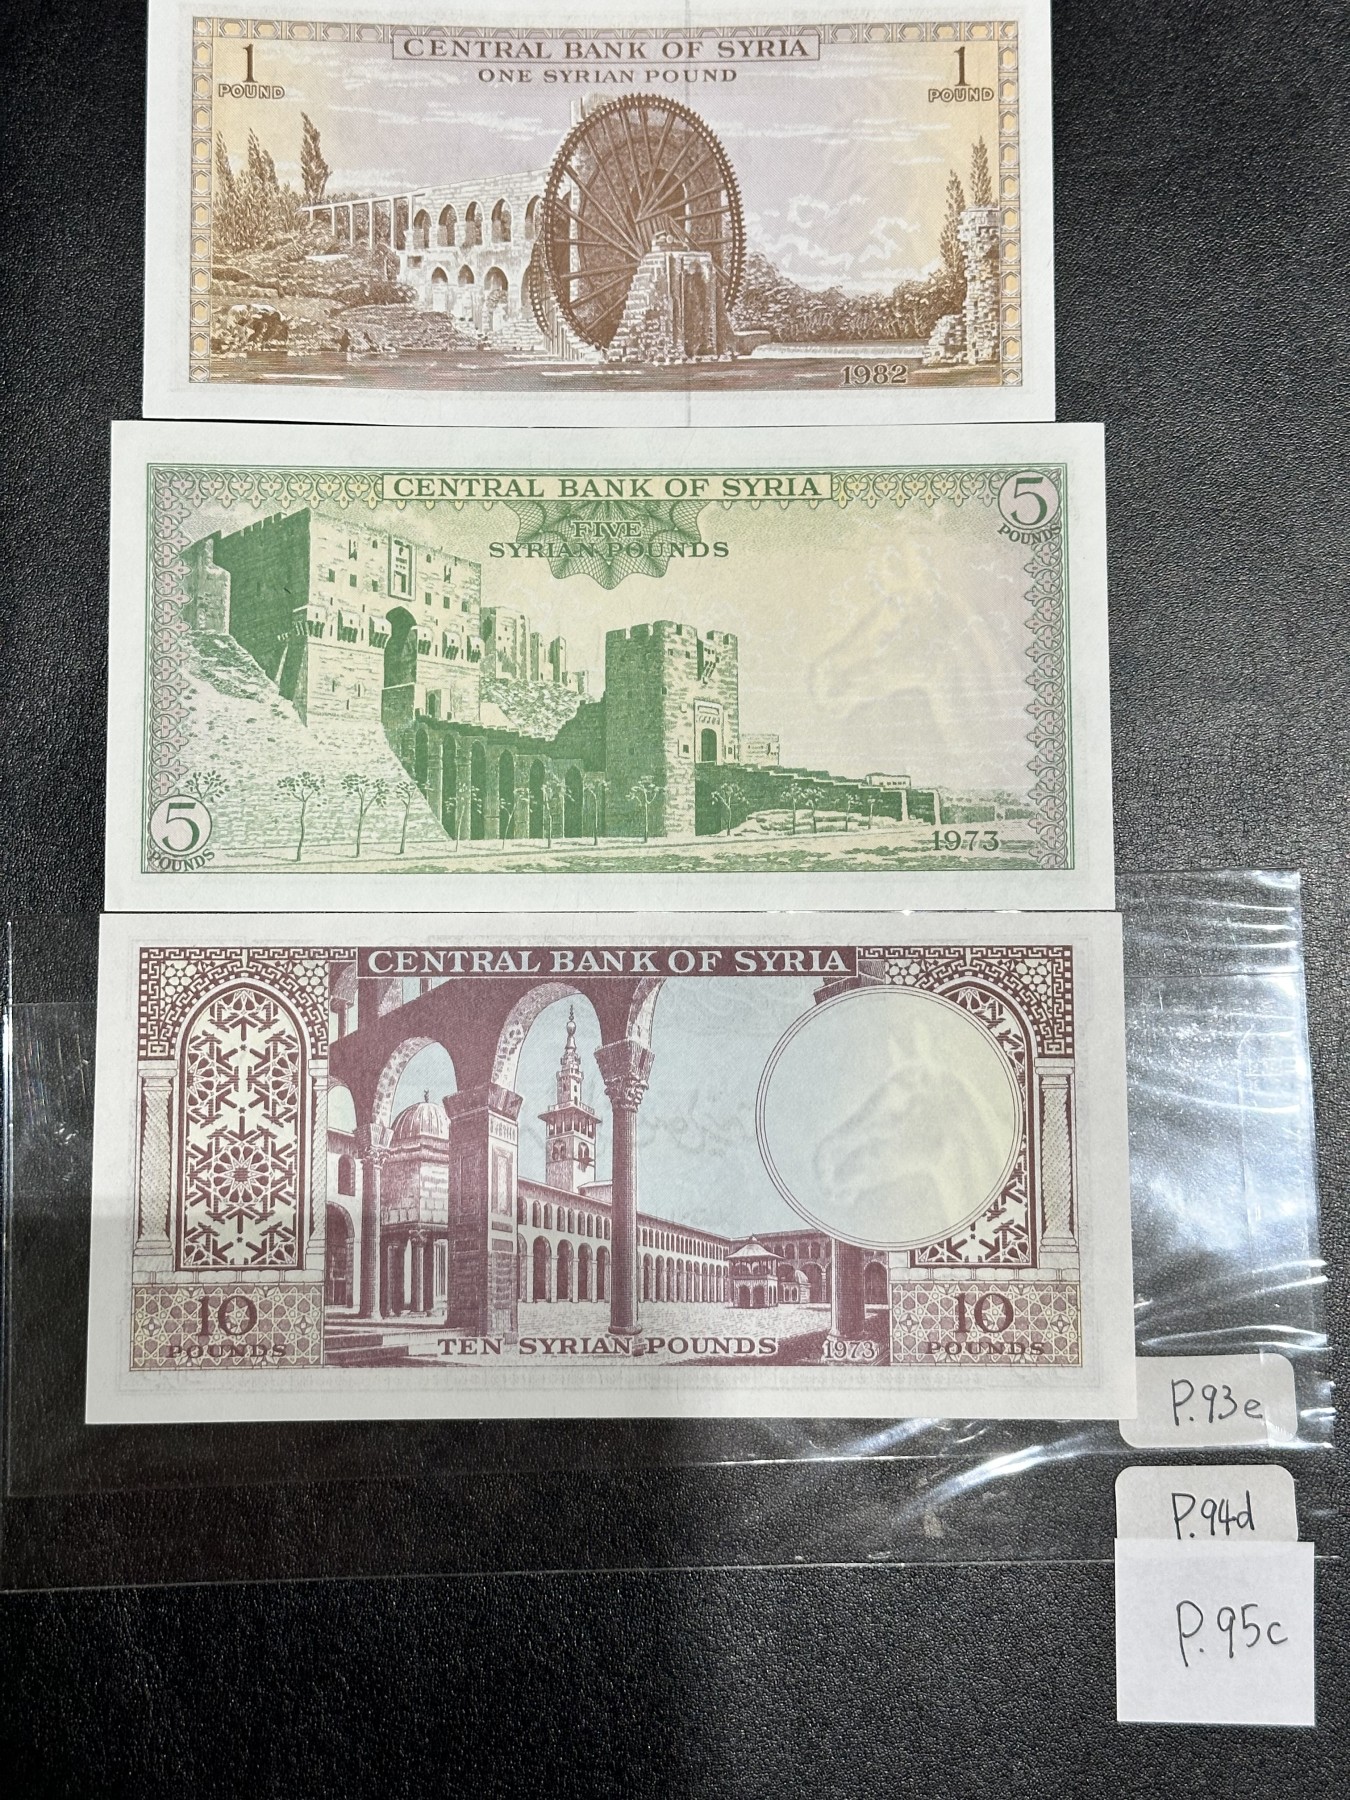 CENTRAL BANK OF SYRIA
ONE SYRIAN POUND
1
POUND
1
POUND
1982
CENTRAL BANK OF SYRIA
FIVE
SYRIAN POUNDS
5
POUNDS
5
POUNDS
1973
CENTRAL BANK OF SYRIA
10
POUNDS
TEN SYRIAN POUNDS
1973
10
POUNDS
P.93e
P.94d
P.95c